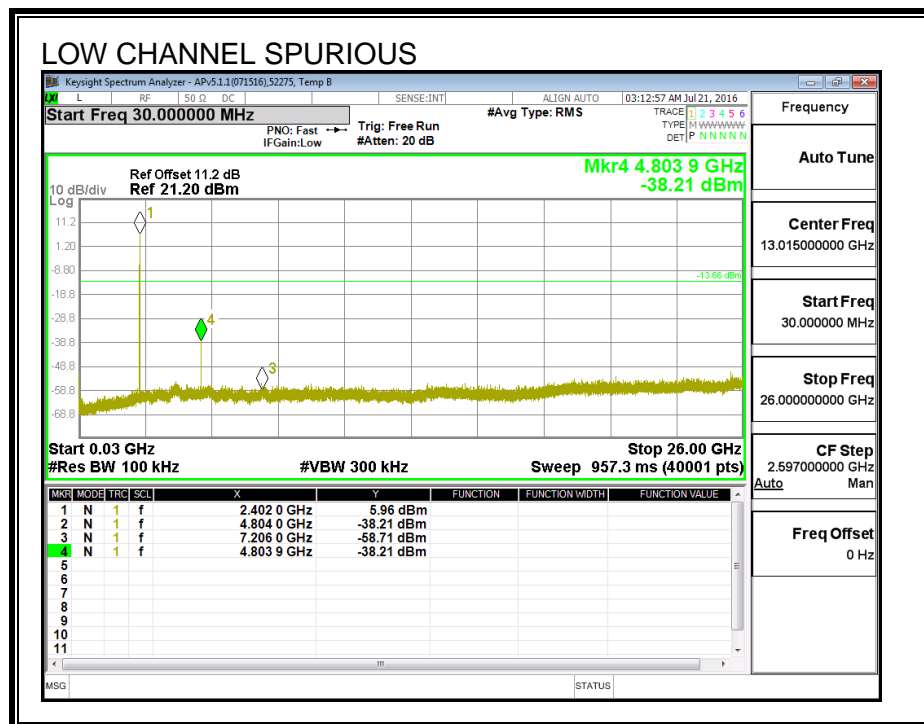 LOW CHANNEL SPURIOUS
Keysight Spectrum Analyzer - APv5.1.1(071516),52275, Temp B
LXI L RF 50 Ω DC SENSE:INT ALIGN AUTO 03:12:57 AM Jul 21, 2016
Start Freq 30.000000 MHz
PNO: Fast
IFGain:Low
Trig: Free Run
#Atten: 20 dB
#Avg Type: RMS
TRACE 1 2 3 4 5 6
TYPE M WWWWW
DET P N N N N N
Mkr4 4.803 9 GHz
-38.21 dBm
Ref Offset 11.2 dB
10 dB/div Ref 21.20 dBm
Log
11.2
1.20
-8.80
-18.8
-28.8
-38.8
-48.8
-58.8
-68.8
1
4
3
-13.66 dBm
Start 0.03 GHz Stop 26.00 GHz
#Res BW 100 kHz #VBW 300 kHz Sweep 957.3 ms (40001 pts)
MKR MODE TRC SCL X Y FUNCTION FUNCTION WIDTH FUNCTION VALUE
1 N 1 f 2.402 0 GHz 5.96 dBm
2 N 1 f 4.804 0 GHz -38.21 dBm
3 N 1 f 7.206 0 GHz -58.71 dBm
4 N 1 f 4.803 9 GHz -38.21 dBm
5
6
7
8
9
10
11
MSG STATUS
Frequency
Auto Tune
Center Freq
13.015000000 GHz
Start Freq
30.000000 MHz
Stop Freq
26.000000000 GHz
CF Step
2.597000000 GHz
Auto Man
Freq Offset
0 Hz